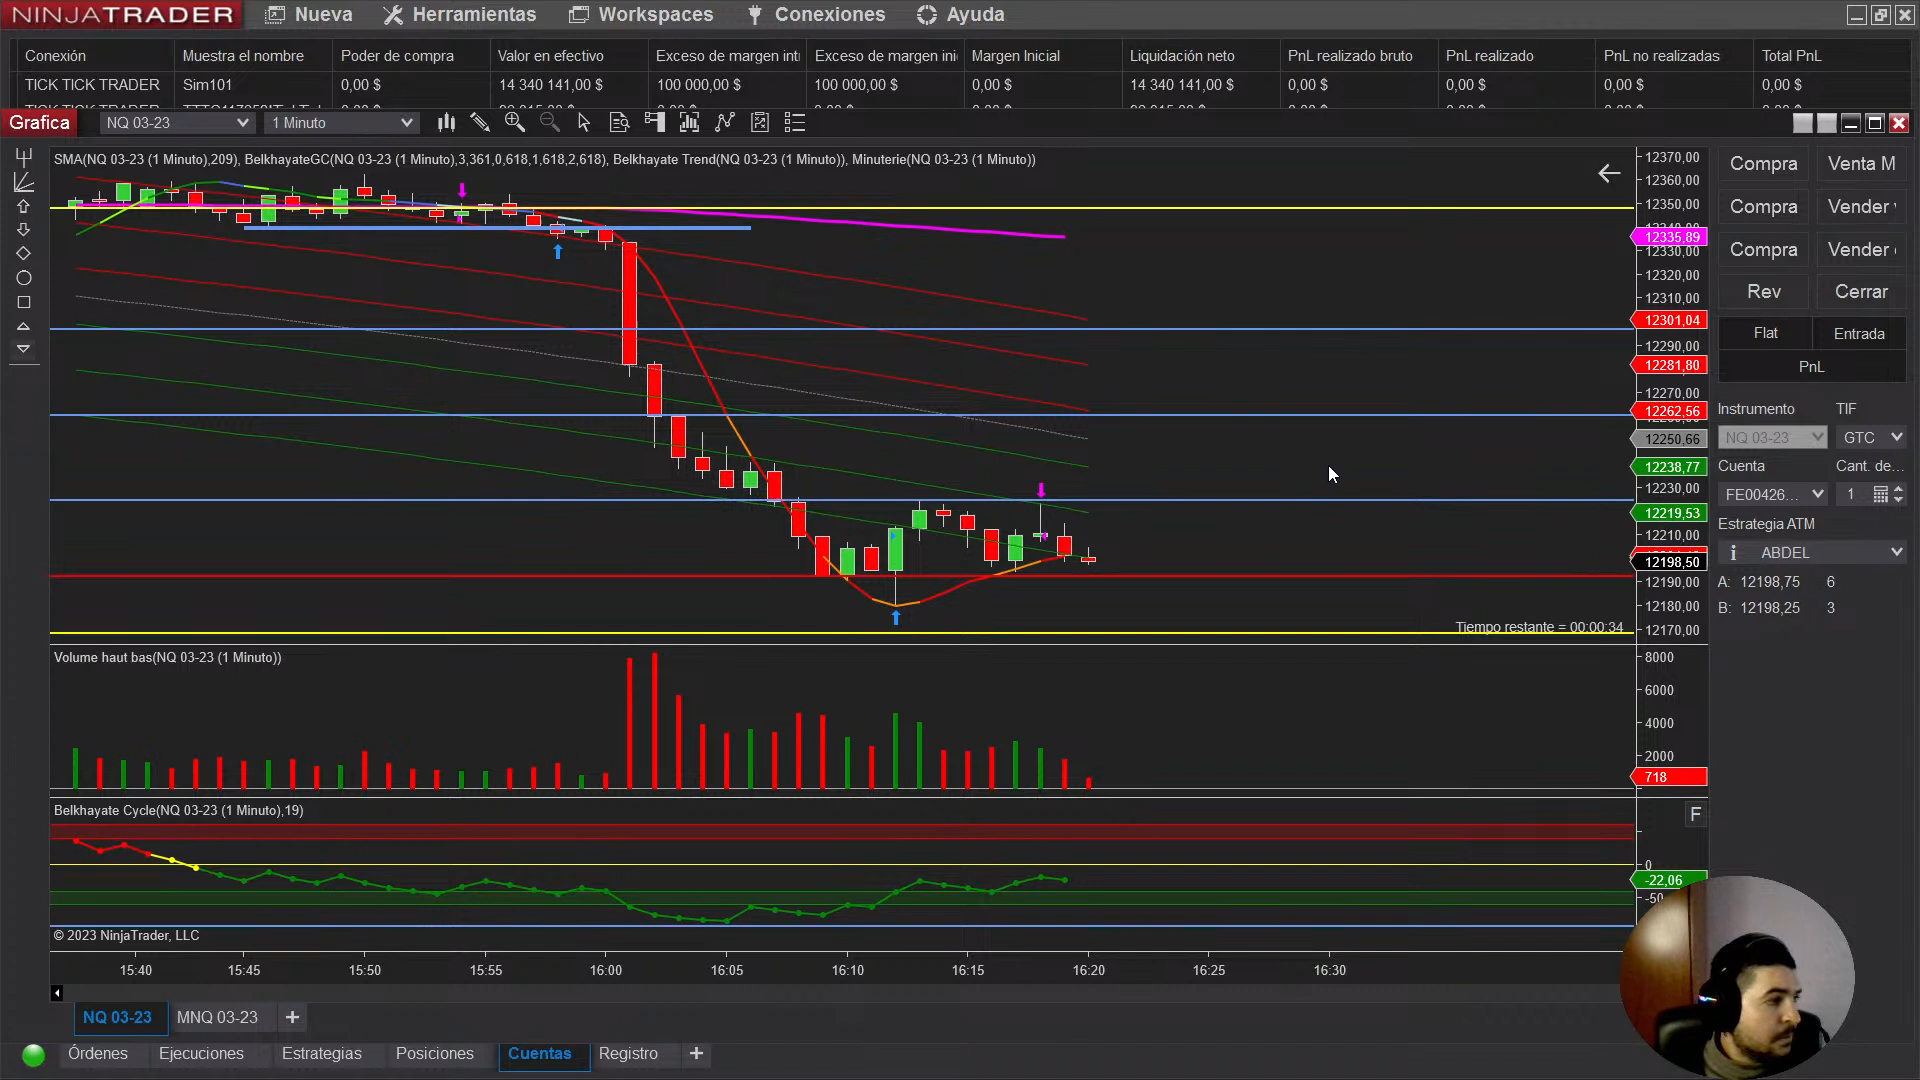 NINJATRADER
Nueva Herramientas Workspaces Conexiones Ayuda
Conexión Muestra el nombre Poder de compra Valor en efectivo Exceso de margen inti Exceso de margen ini Margen Inicial Liquidación neto PnL realizado bruto PnL realizado PnL no realizadas Total PnL
TICK TICK TRADER Sim101 0,00 $ 14 340 141,00 $ 100 000,00 $ 100 000,00 $ 0,00 $ 14 340 141,00 $ 0,00 $ 0,00 $ 0,00 $ 0,00 $
Grafica NQ 03-23 1 Minuto
SMA(NQ 03-23 (1 Minuto),209), BelkhayateGC(NQ 03-23 (1 Minuto),3,361,0,618,1,618,2,618), Belkhayate Trend(NQ 03-23 (1 Minuto)), Minuterie(NQ 03-23 (1 Minuto))
12370,00
12360,00
12350,00
12335,89
12330,00
12320,00
12310,00
12301,04
12290,00
12281,80
12270,00
12262,56
12250,66
12238,77
12230,00
12219,53
12210,00
12198,50
12190,00
12180,00
12170,00
Tiempo restante = 00:00:34
Compra Venta M
Compra Vender
Compra Vender
Rev Cerrar
Flat Entrada
PnL
Instrumento TIF
NQ 03-23 GTC
Cuenta Cant. de...
FE00426... 1
Estrategia ATM
ABDEL
A: 12198,75 6
B: 12198,25 3
Volume haut bas(NQ 03-23 (1 Minuto))
8000
6000
4000
2000
718
Belkhayate Cycle(NQ 03-23 (1 Minuto),19)
F
0
-22,06
-50
© 2023 NinjaTrader, LLC
15:40 15:45 15:50 15:55 16:00 16:05 16:10 16:15 16:20 16:25 16:30
NQ 03-23 MNQ 03-23 +
Órdenes Ejecuciones Estrategias Posiciones Cuentas Registro +